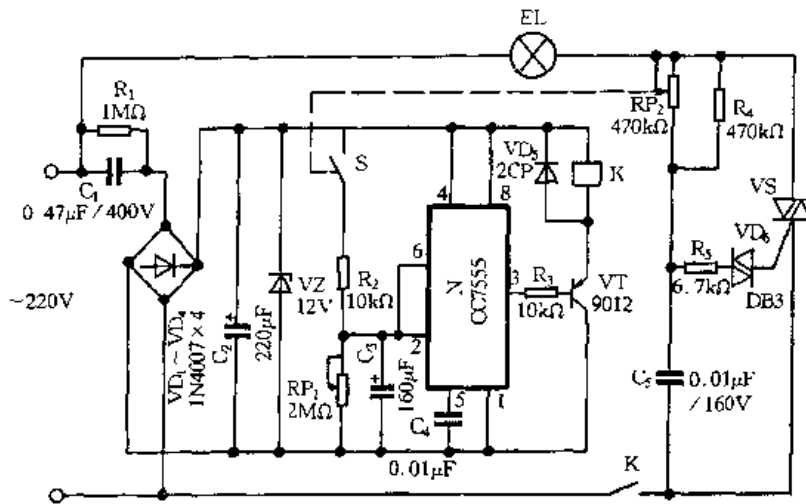 EL
R₁
1MΩ
C₁
0.47μF/400V
~220V
VD₁~VD₄
1N4007×4
C₂
220μF
VZ
12V
S
R₂
10kΩ
RP₁
2MΩ
C₃
160μF
4
8
6
2
3
5
1
N
CC7555
C₄
0.01μF
VD₅
2CP
K
R₃
10kΩ
VT
9012
RP₂
470kΩ
R₄
470kΩ
VS
VD₆
R₅
6.7kΩ
DB3
C₅
0.01μF
/160V
K